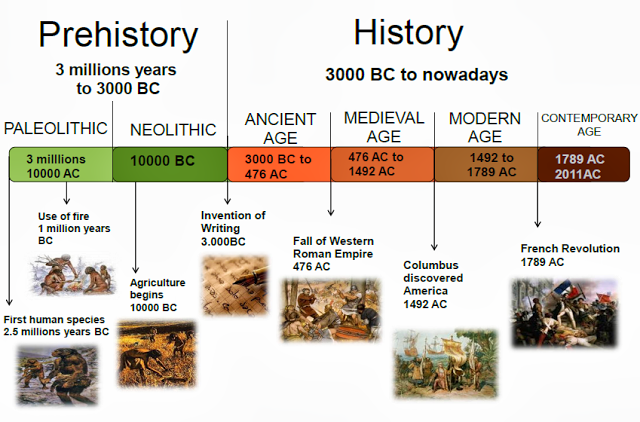 Prehistory
3 millions years
to 3000 BC
History
3000 BC to nowadays
PALEOLITHIC
NEOLITHIC
ANCIENT
AGE
MEDIEVAL
AGE
MODERN
AGE
CONTEMPORARY
AGE
3 milllions
10000 AC
10000 BC
3000 BC to
476 AC
476 AC to
1492 AC
1492 to
1789 AC
1789 AC
2011AC
Use of fire
1 million years
BC
First human species
2.5 millions years BC
Agriculture
begins
10000 BC
Invention of
Writing
3.000BC
Fall of Western
Roman Empire
476 AC
Columbus
discovered
America
1492 AC
French Revolution
1789 AC